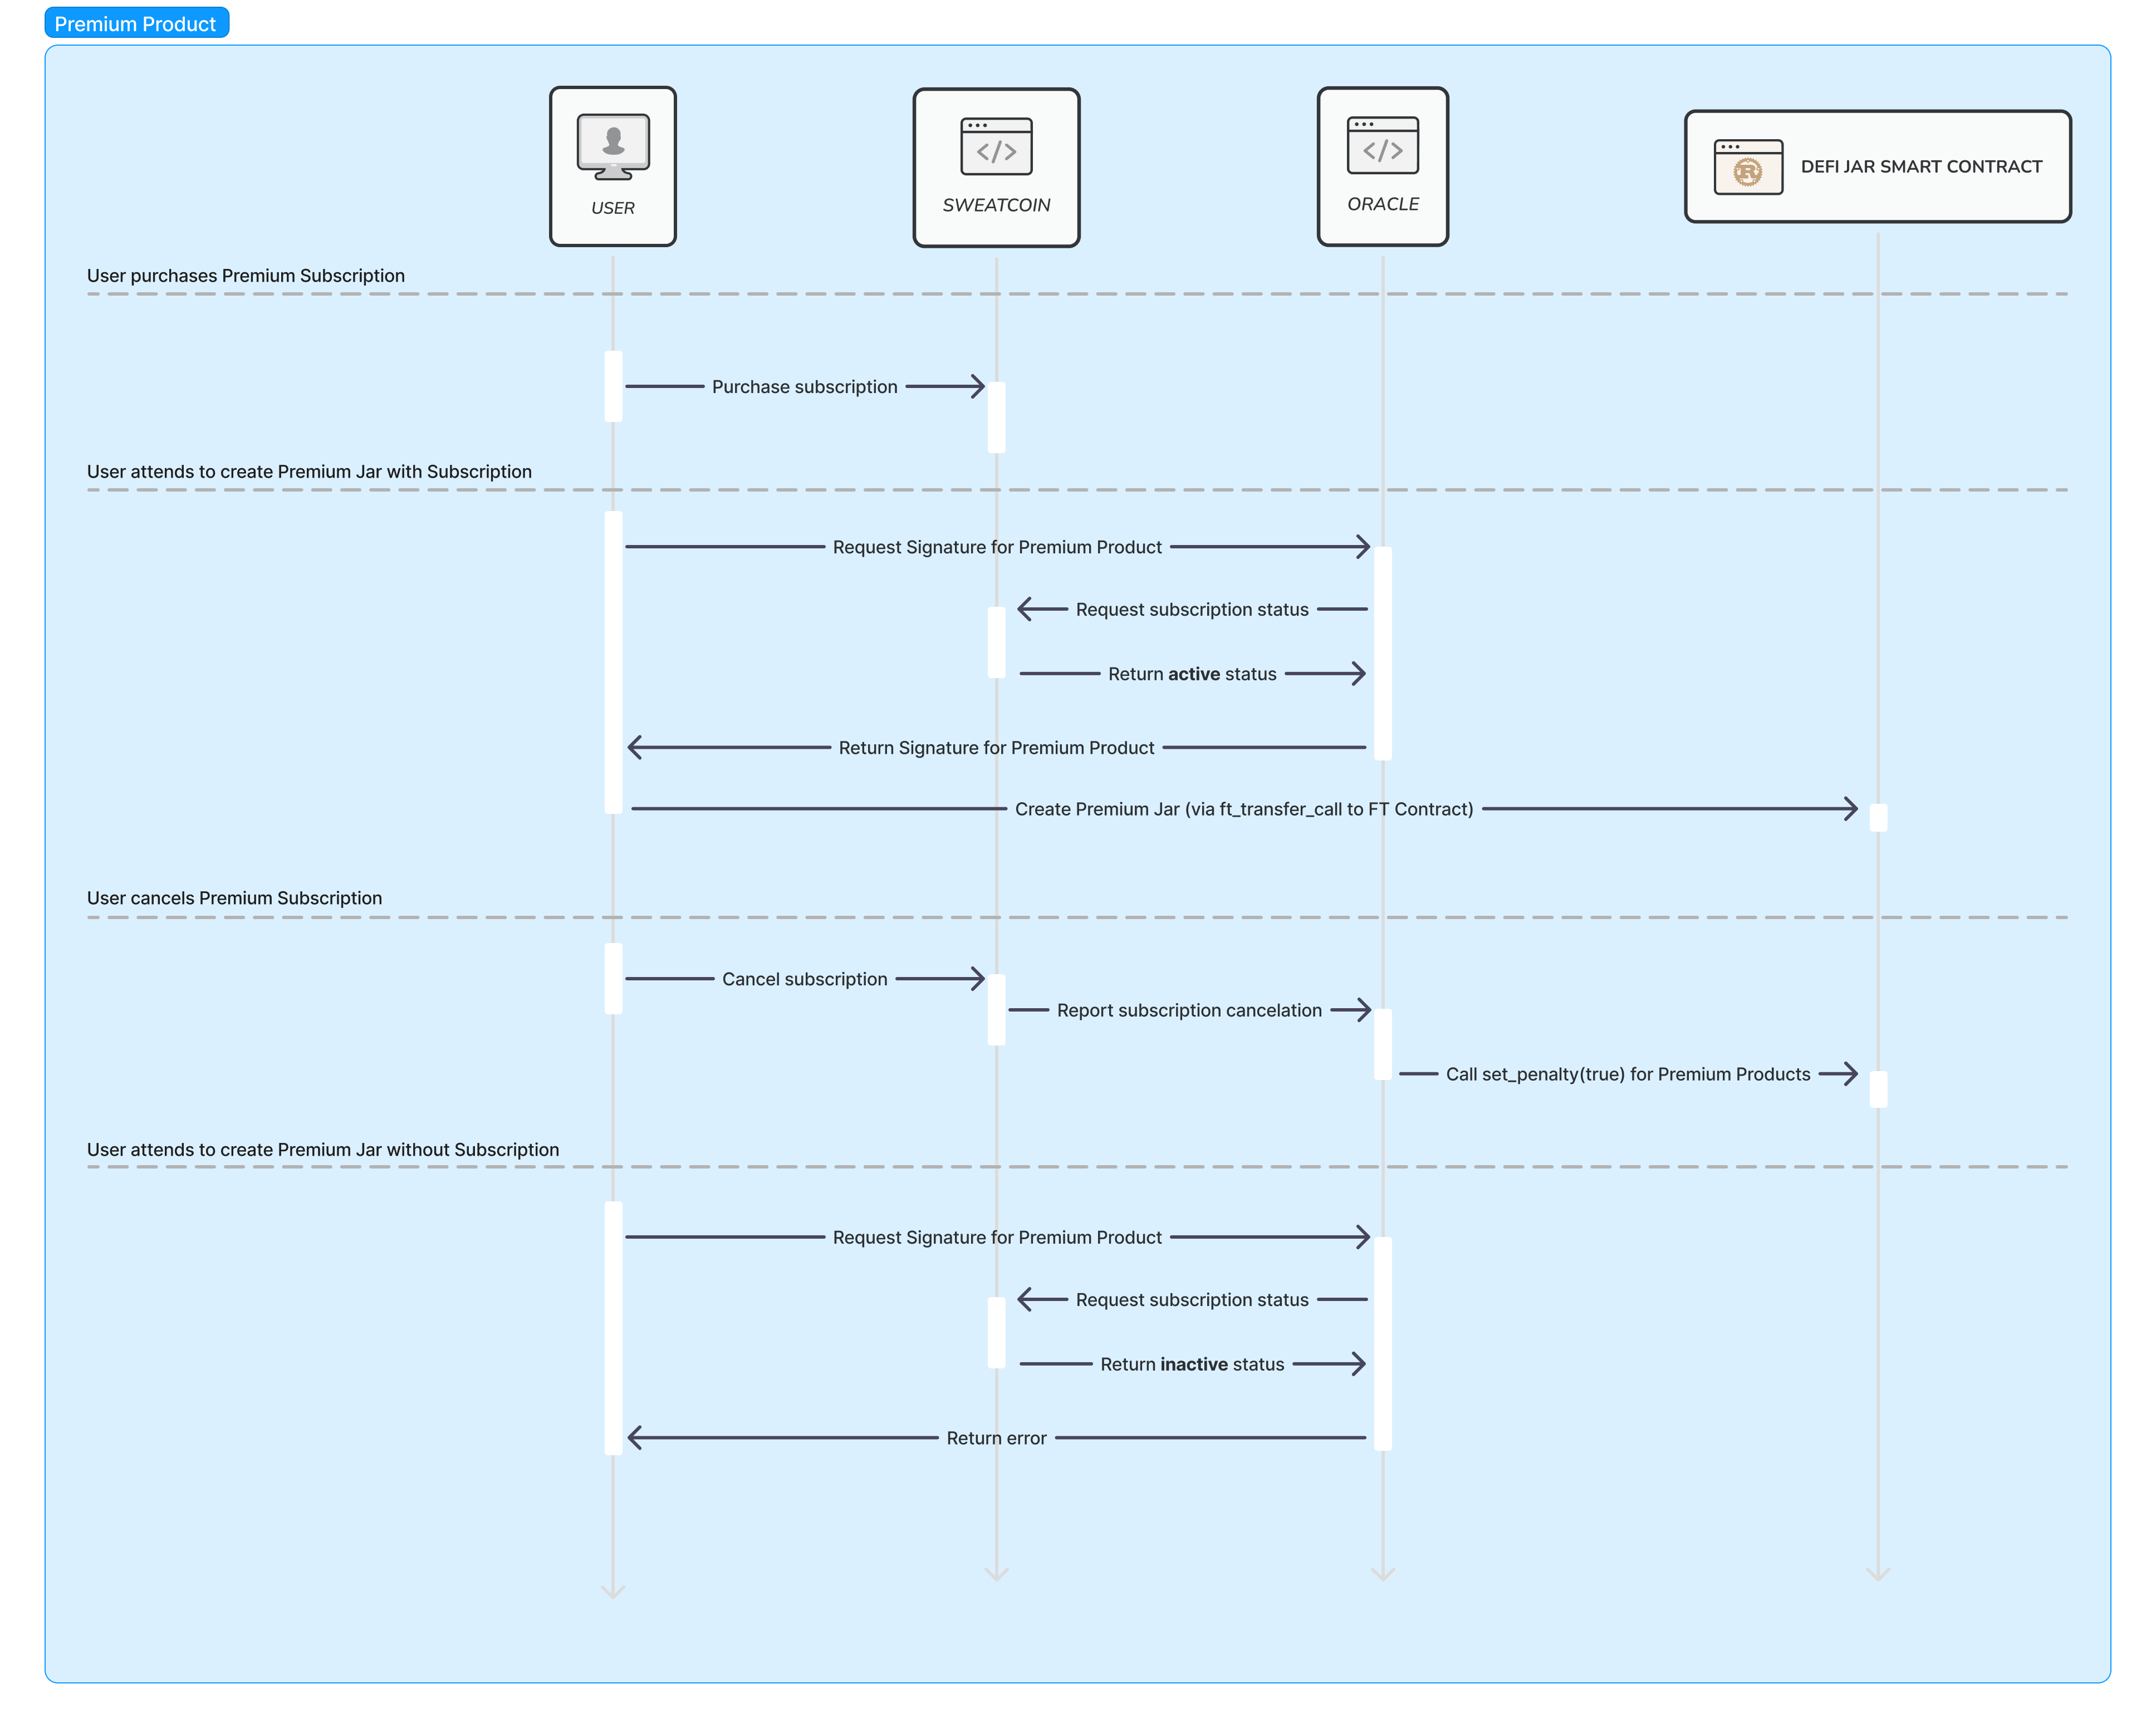 Premium Product
USER
SWEATCOIN
ORACLE
DEFI JAR SMART CONTRACT
User purchases Premium Subscription
Purchase subscription
User attends to create Premium Jar with Subscription
Request Signature for Premium Product
Request subscription status
Return active status
Return Signature for Premium Product
Create Premium Jar (via ft_transfer_call to FT Contract)
User cancels Premium Subscription
Cancel subscription
Report subscription cancelation
Call set_penalty(true) for Premium Products
User attends to create Premium Jar without Subscription
Request Signature for Premium Product
Request subscription status
Return inactive status
Return error